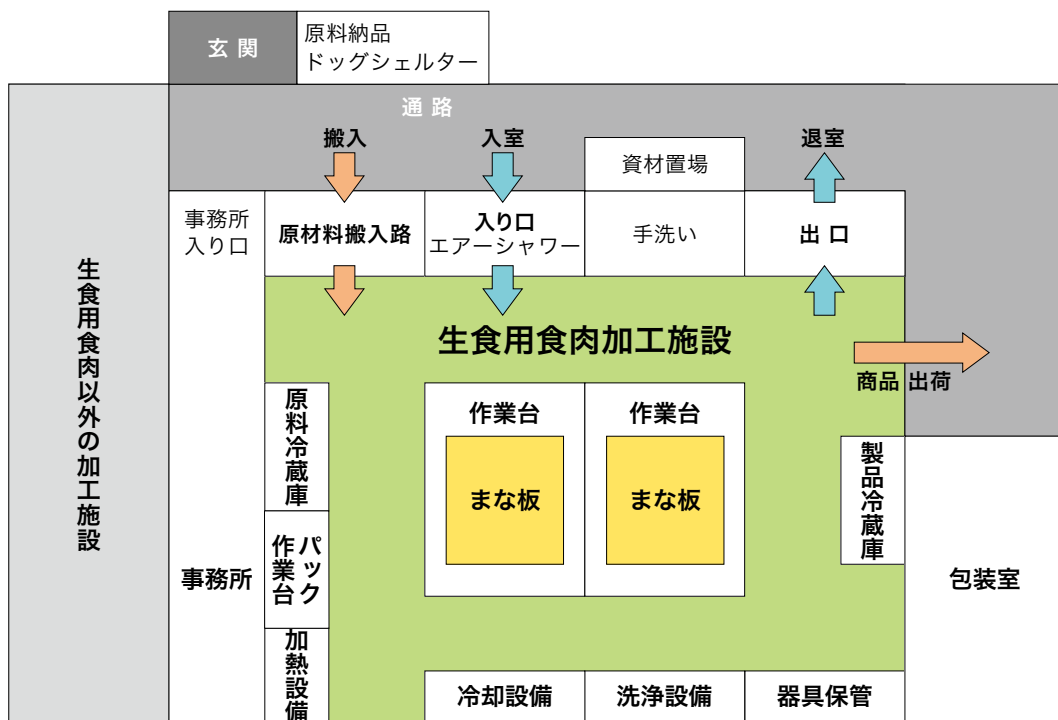 玄 関
原料納品
ドッグシェルター
通 路
搬入
入室
退室
資材置場
事務所
入り口
原材料搬入路
入り口
エアーシャワー
手洗い
出 口
生食用食肉以外の加工施設
生食用食肉加工施設
商品 出荷
原料冷蔵庫
作業台
まな板
作業台
まな板
製品冷蔵庫
事務所
パック
作業台
包装室
加熱設備
冷却設備
洗浄設備
器具保管